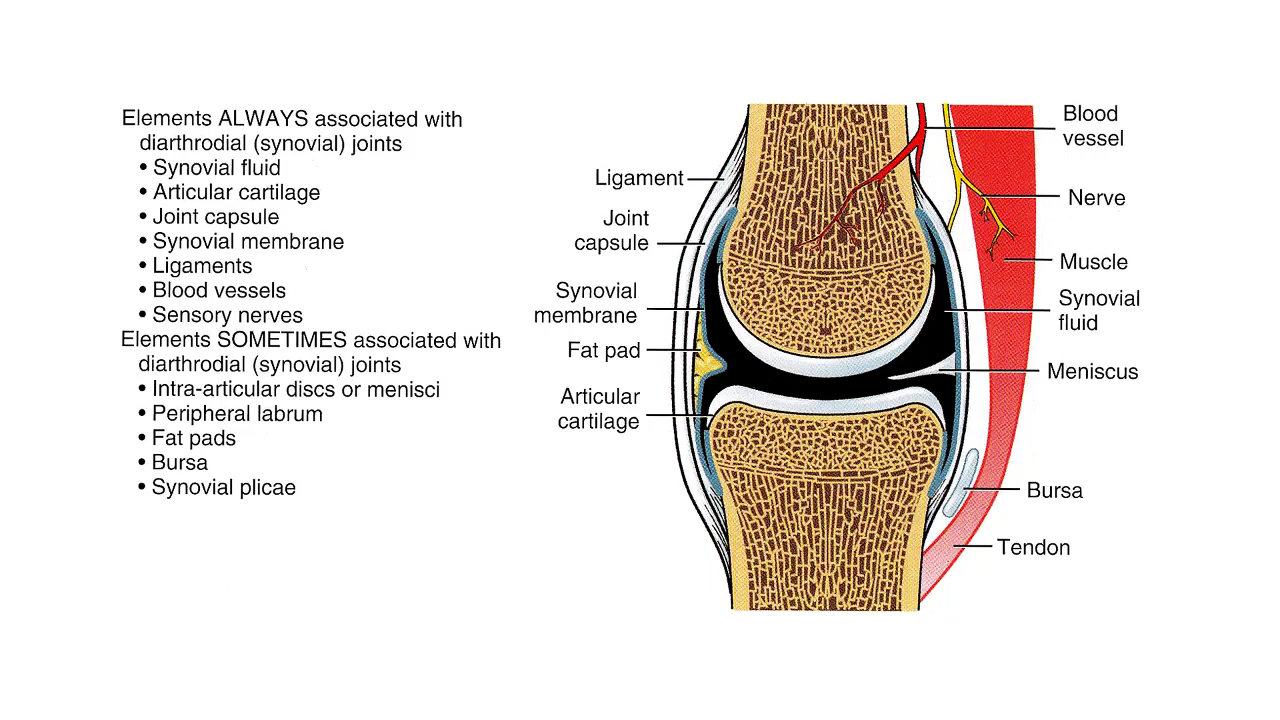 Elements ALWAYS associated with
diarthrodial (synovial) joints
• Synovial fluid
• Articular cartilage
• Joint capsule
• Synovial membrane
• Ligaments
• Blood vessels
• Sensory nerves
Elements SOMETIMES associated with
diarthrodial (synovial) joints
• Intra-articular discs or menisci
• Peripheral labrum
• Fat pads
• Bursa
• Synovial plicae
Ligament
Joint
capsule
Synovial
membrane
Fat pad
Articular
cartilage
Blood
vessel
Nerve
Muscle
Synovial
fluid
Meniscus
Bursa
Tendon